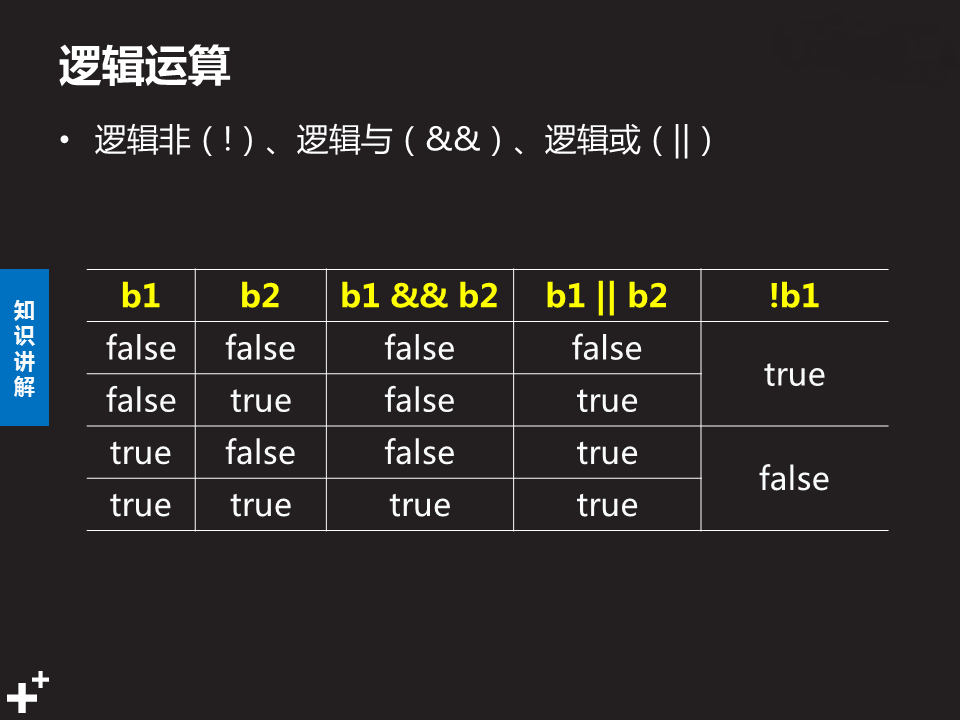 逻辑运算
• 逻辑非（!）、逻辑与（&&）、逻辑或（||）
知识讲解
b1 b2 b1 && b2 b1 || b2 !b1
false false false false true
false true false true
true false false true false
true true true true